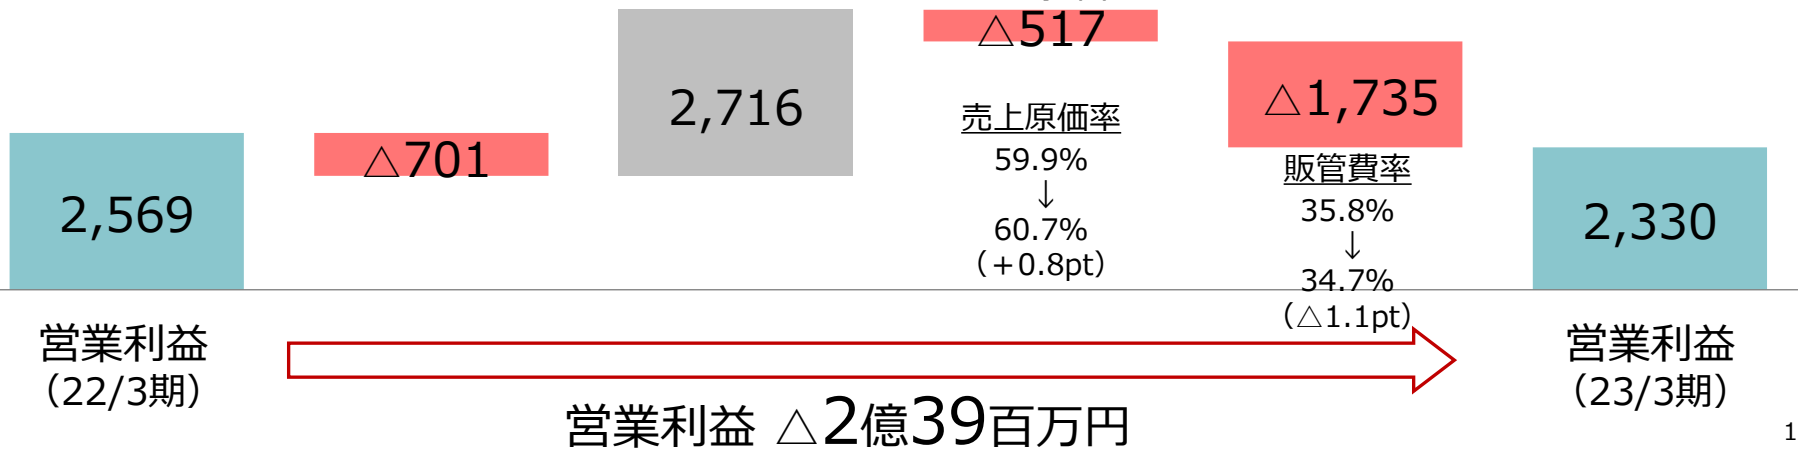 △517
2,716
△1,735
△701
2,569
2,330
売上原価率
59.9%
↓
60.7%
（＋0.8pt）
販管費率
35.8%
↓
34.7%
（△1.1pt）
営業利益
（22/3期）
営業利益
（23/3期）
営業利益 △2億39百万円
1